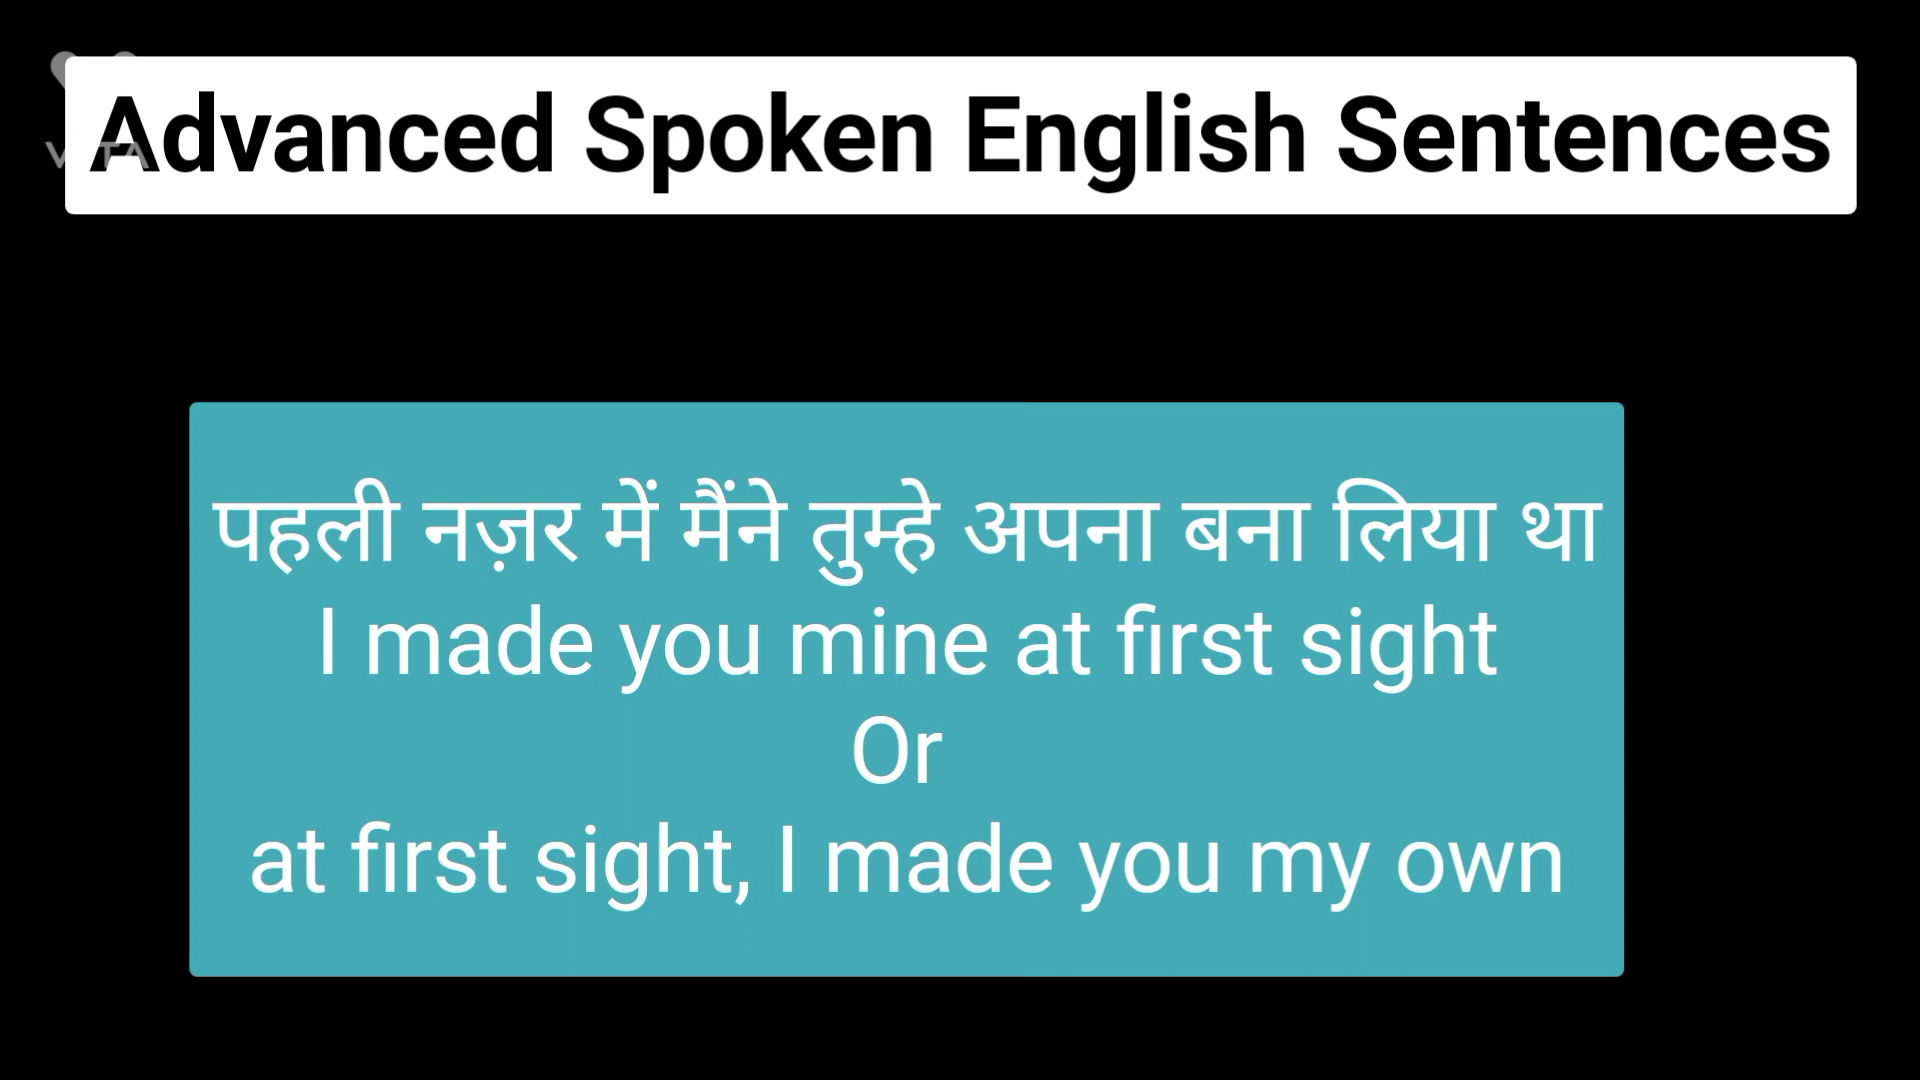 Advanced Spoken English Sentences
पहली नज़र में मैंने तुम्हे अपना बना लिया था
I made you mine at first sight
Or
at first sight, I made you my own